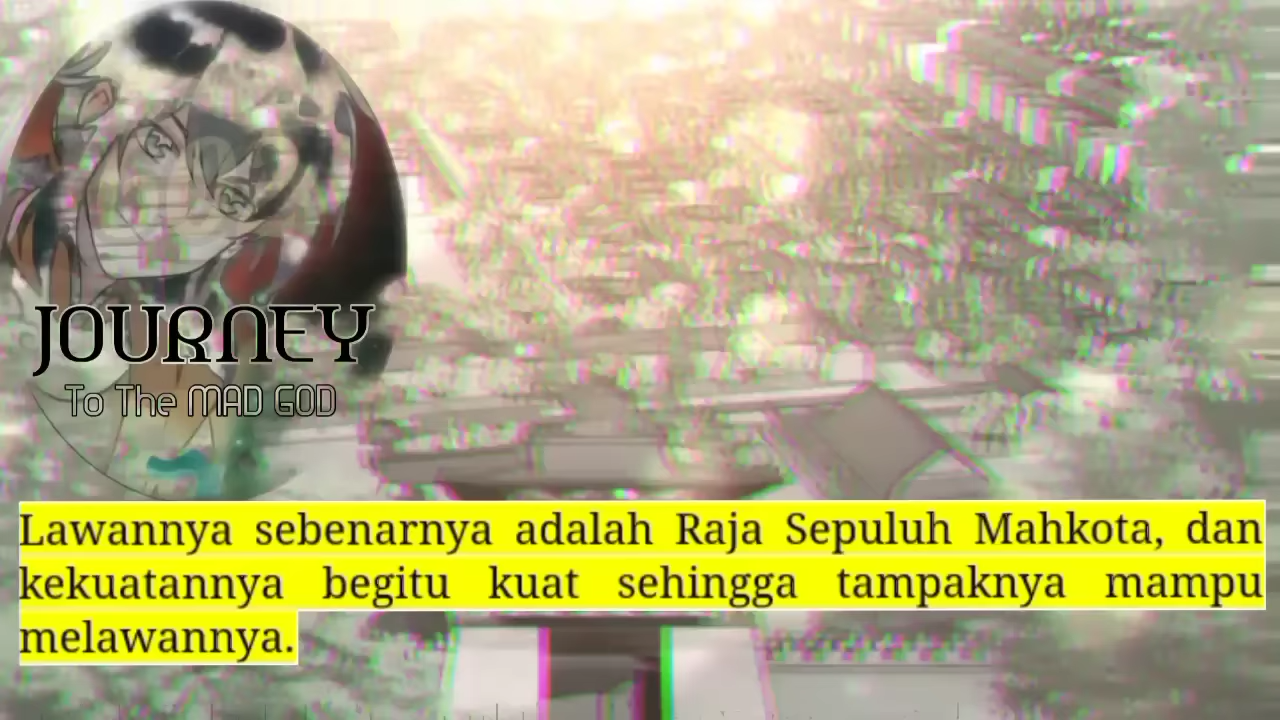 JOURNEY
To The MAD GOD
Lawannya sebenarnya adalah Raja Sepuluh Mahkota, dan
kekuatannya begitu kuat sehingga tampaknya mampu
melawannya.